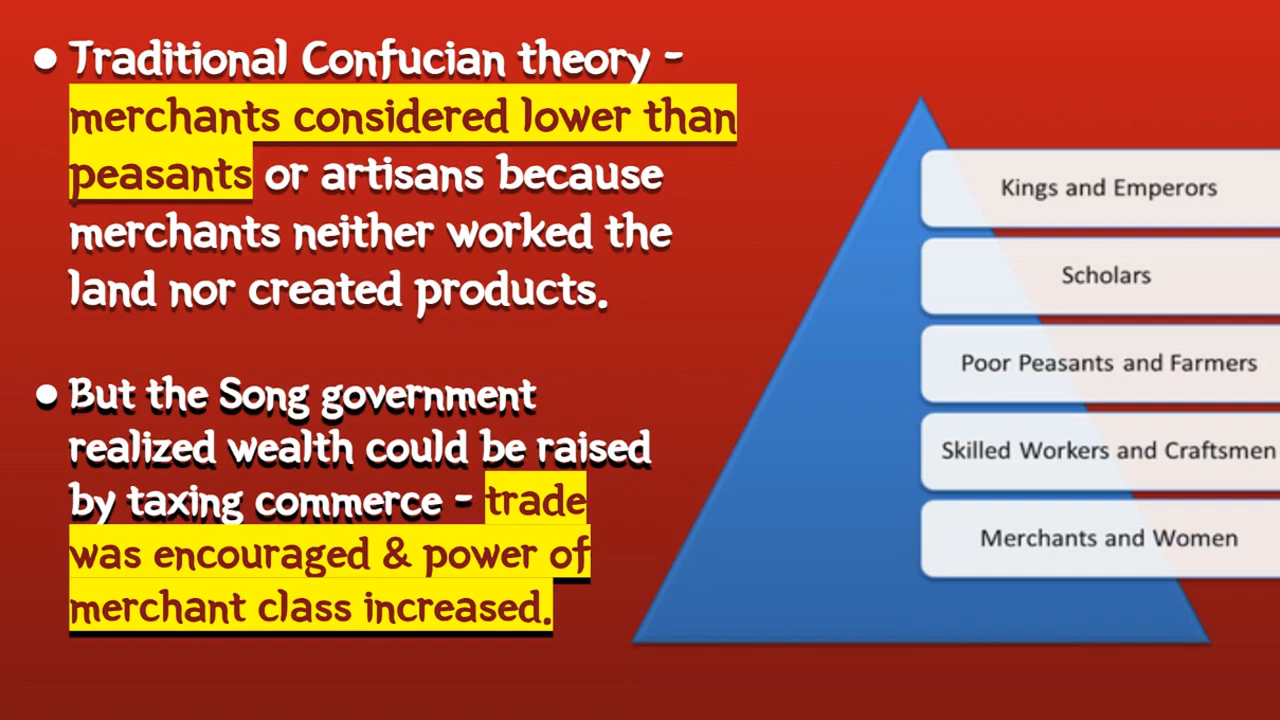 • Traditional Confucian theory -
merchants considered lower than
peasants or artisans because
merchants neither worked the
land nor created products.
• But the Song government
realized wealth could be raised
by taxing commerce - trade
was encouraged & power of
merchant class increased.
Kings and Emperors
Scholars
Poor Peasants and Farmers
Skilled Workers and Craftsmen
Merchants and Women